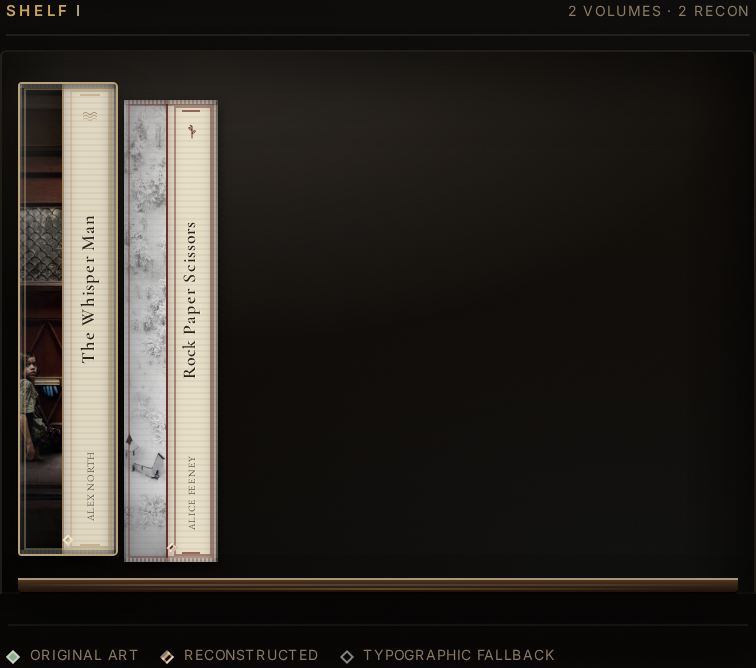 SHELF I
2 VOLUMES · 2 RECON
The Whisper Man
ALEX NORTH
Rock Paper Scissors
ALICE FEENEY
ORIGINAL ART
RECONSTRUCTED
TYPOGRAPHIC FALLBACK